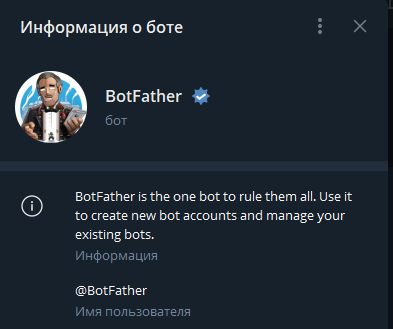 Информация о боте
BotFather
бот
BotFather is the one bot to rule them all. Use it
to create new bot accounts and manage your
existing bots.
Информация
@BotFather
Имя пользователя